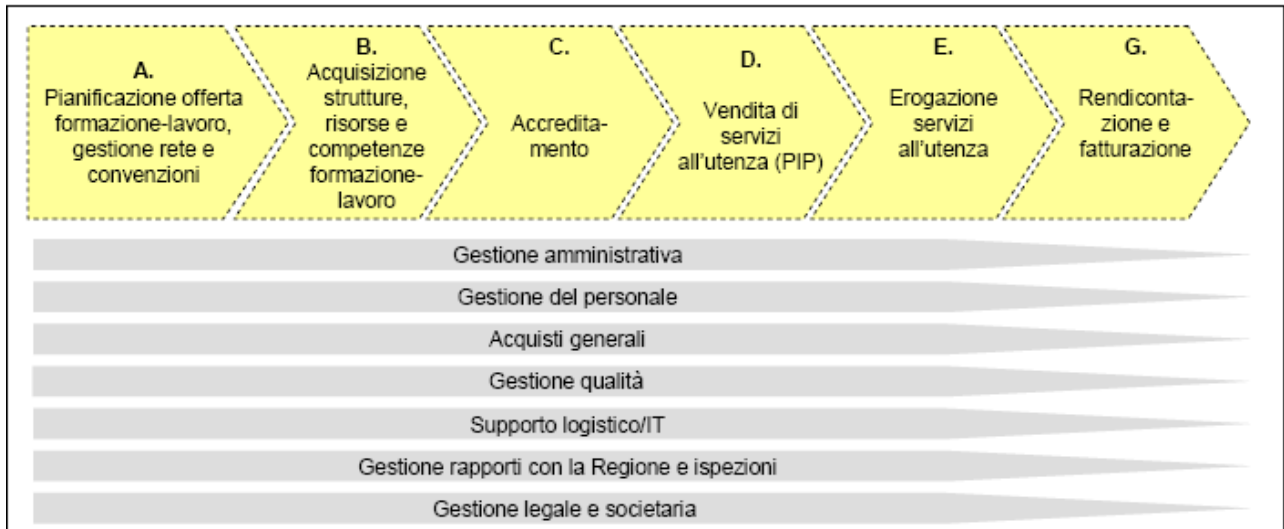 A.
Pianificazione offerta
formazione-lavoro,
gestione rete e
convenzioni
B.
Acquisizione
strutture,
risorse e
competenze
formazione-
lavoro
C.
Accredita-
mento
D.
Vendita di
servizi
all'utenza (PIP)
E.
Erogazione
servizi
all'utenza
G.
Rendiconta-
zione e
fatturazione
Gestione amministrativa
Gestione del personale
Acquisti generali
Gestione qualità
Supporto logistico/IT
Gestione rapporti con la Regione e ispezioni
Gestione legale e societaria